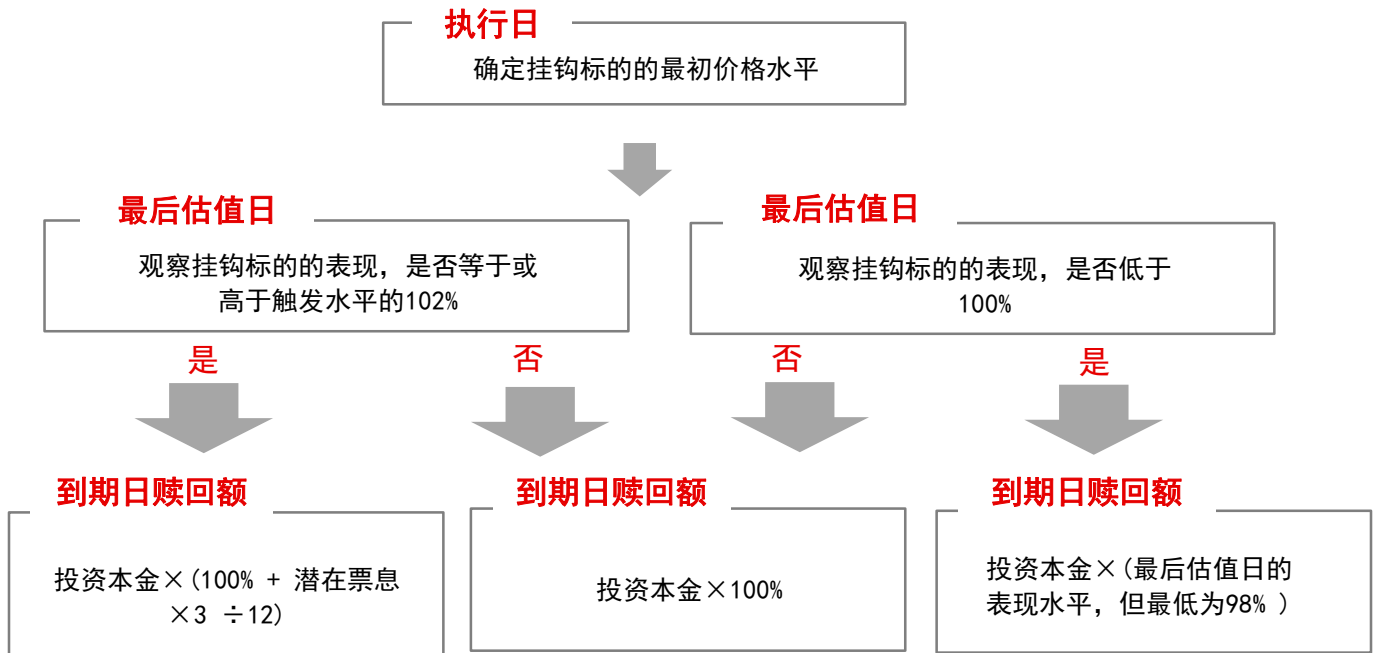 执行日
确定挂钩标的的最初价格水平
最后估值日
观察挂钩标的的表现，是否等于或
高于触发水平的102%
最后估值日
观察挂钩标的的表现，是否低于
100%
是
否
否
是
到期日赎回额
投资本金×(100% + 潜在票息
×3 ÷12)
到期日赎回额
投资本金×100%
到期日赎回额
投资本金×(最后估值日的
表现水平，但最低为98% )